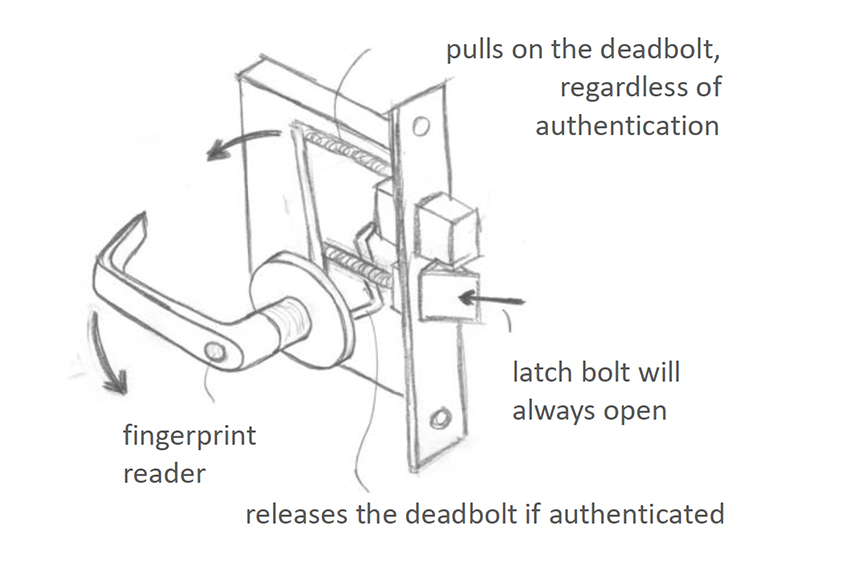 pulls on the deadbolt,
regardless of
authentication
latch bolt will
always open
fingerprint
reader
releases the deadbolt if authenticated